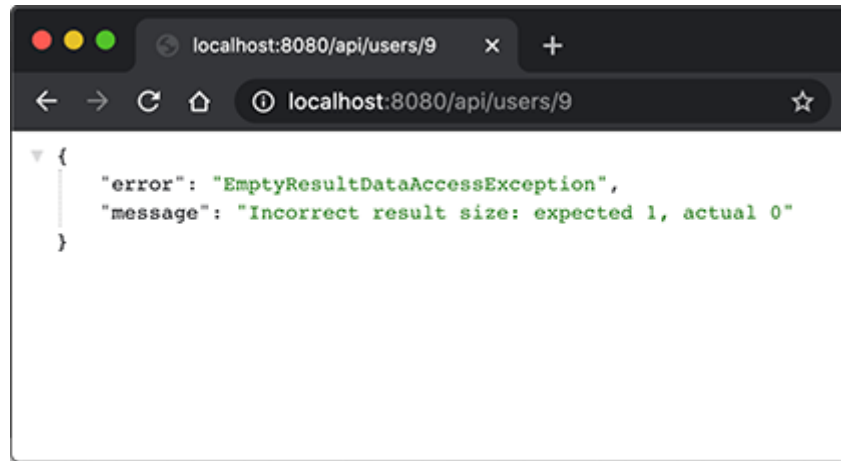 localhost:8080/api/users/9
localhost:8080/api/users/9
{
"error": "EmptyResultDataAccessException",
"message": "Incorrect result size: expected 1, actual 0"
}